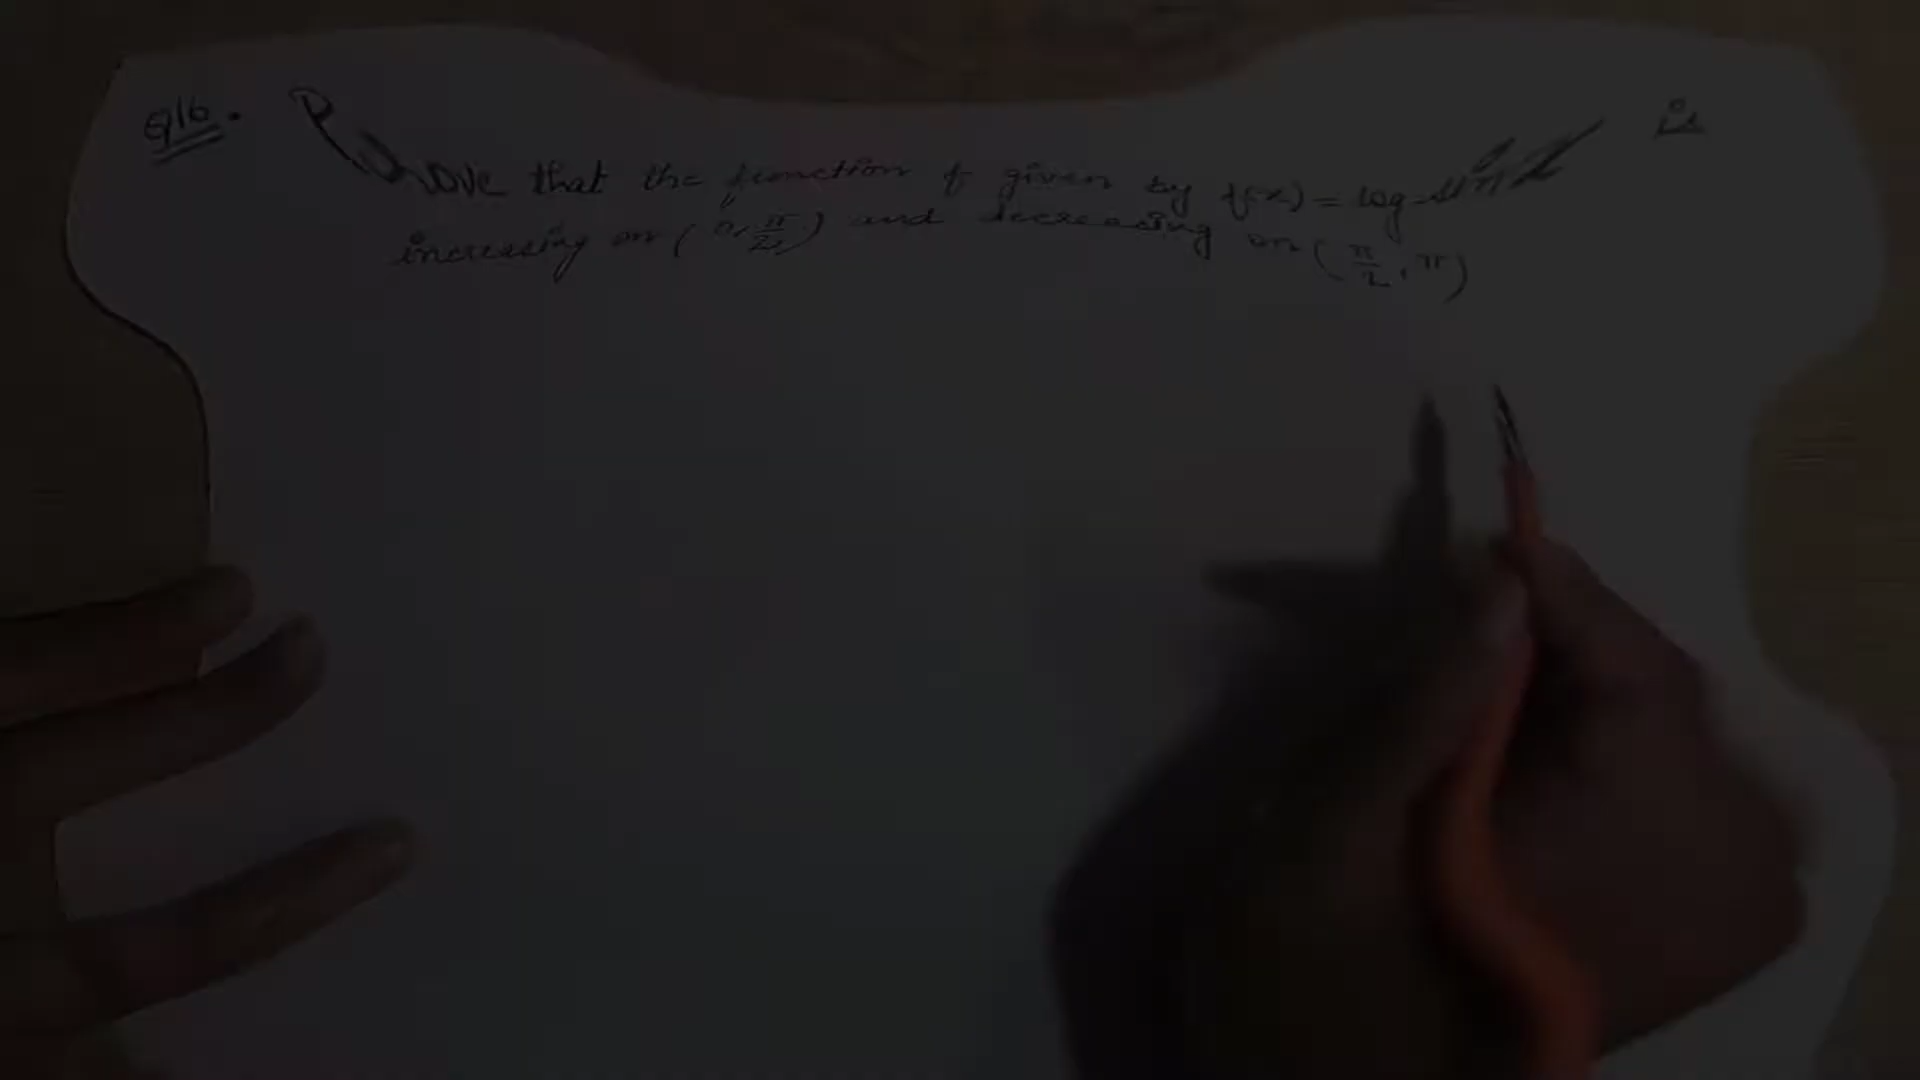 Q16. Prove that the function f given by f(x) = log sin x is
increasing on (0, π/2) and decreasing on (π/2, π)